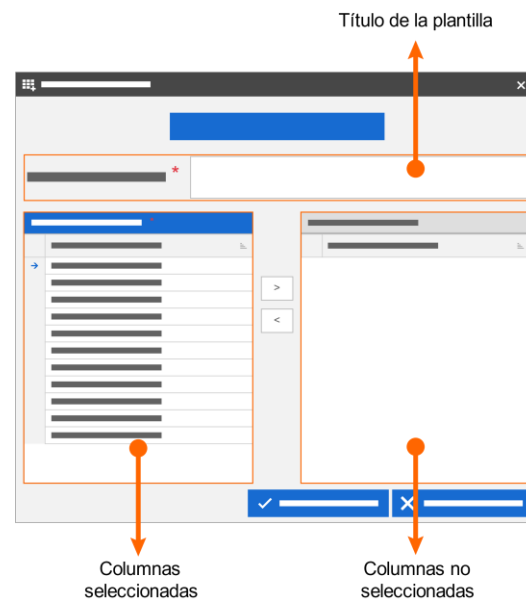 Título de la plantilla
*
*
>
<
Columnas
seleccionadas
Columnas no
seleccionadas